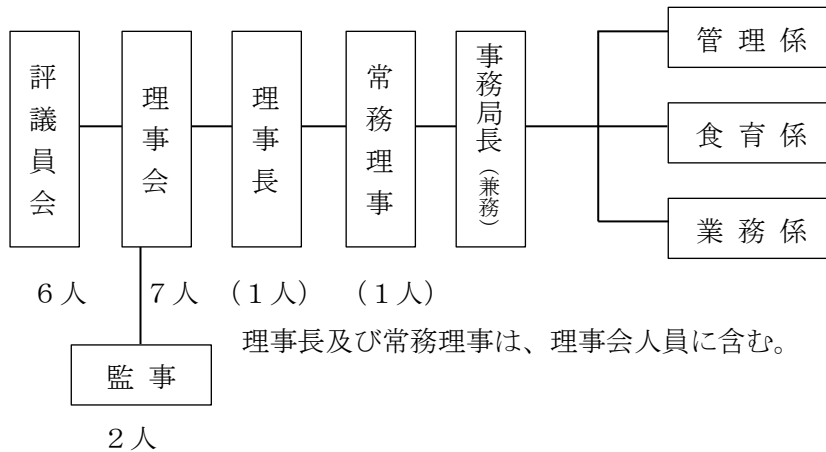 評議員会
理事会
理事長
常務理事
事務局長（兼務）
管理係
食育係
業務係
６人
７人
（１人）
（１人）
理事長及び常務理事は、理事会人員に含む。
監事
２人